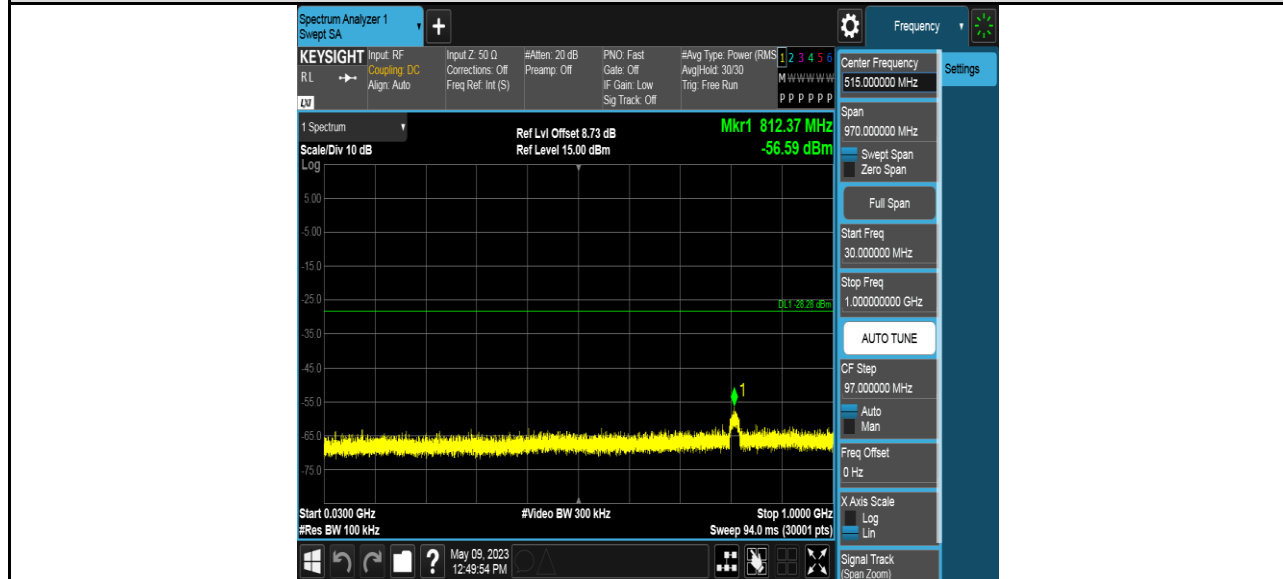 Spectrum Analyzer 1
Swept SA
+
Frequency
KEYSIGHT
RL
LXI
Input: RF
Coupling: DC
Align: Auto
Input Z: 50 Ω
Corrections: Off
Freq Ref: Int (S)
#Atten: 20 dB
Preamp: Off
PNO: Fast
Gate: Off
IF Gain: Low
Sig Track: Off
#Avg Type: Power (RMS
Avg|Hold: 30/30
Trig: Free Run
1 2 3 4 5 6
M W W W W W
P P P P P P
1 Spectrum
Scale/Div 10 dB
Log
Ref Lvl Offset 8.73 dB
Ref Level 15.00 dBm
Mkr1 812.37 MHz
-56.59 dBm
5.00
-5.00
-15.0
-25.0
DL1 -28.28 dBm
-35.0
-45.0
1
-55.0
-65.0
-75.0
Start 0.0300 GHz
#Res BW 100 kHz
#Video BW 300 kHz
Stop 1.0000 GHz
Sweep 94.0 ms (30001 pts)
?
May 09, 2023
12:49:54 PM
Center Frequency
515.000000 MHz
Settings
Span
970.000000 MHz
Swept Span
Zero Span
Full Span
Start Freq
30.000000 MHz
Stop Freq
1.000000000 GHz
AUTO TUNE
CF Step
97.000000 MHz
Auto
Man
Freq Offset
0 Hz
X Axis Scale
Log
Lin
Signal Track
(Span Zoom)